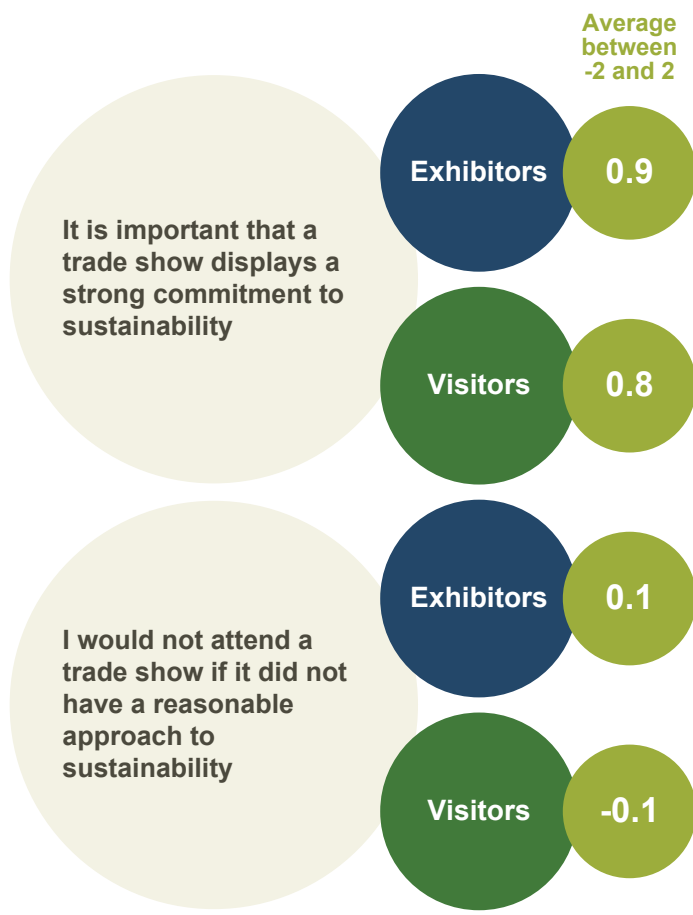 Average
between
-2 and 2
Exhibitors
0.9
It is important that a
trade show displays a
strong commitment to
sustainability
Visitors
0.8
Exhibitors
0.1
I would not attend a
trade show if it did not
have a reasonable
approach to
sustainability
Visitors
-0.1